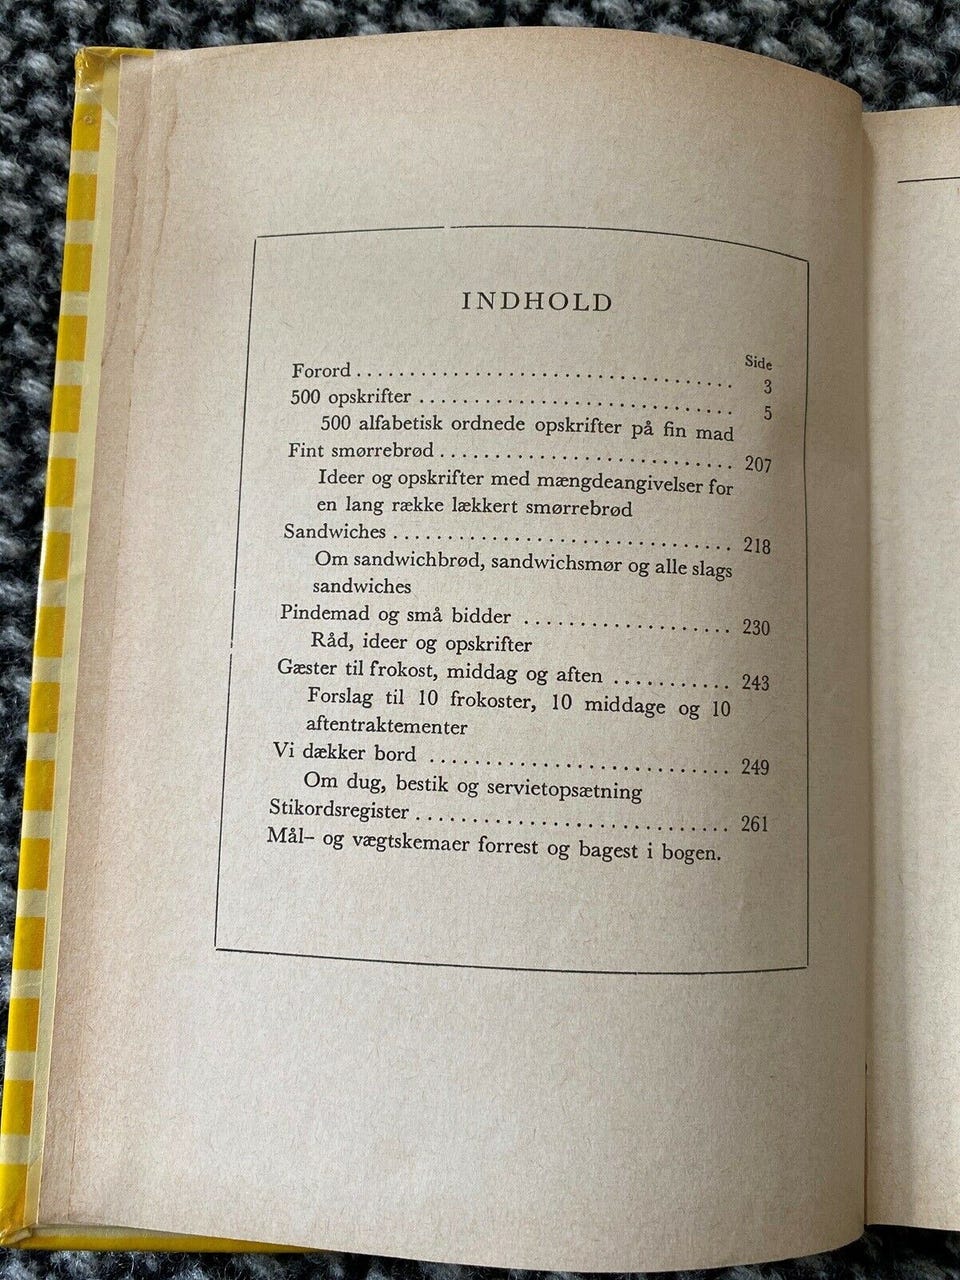 INDHOLD
Side
Forord . . . . . . . . . . . . . . . . . . . . . . . . . . . . . . . . . . . . 3
500 opskrifter . . . . . . . . . . . . . . . . . . . . . . . . . . . . . . 5
500 alfabetisk ordnede opskrifter på fin mad
Fint smørrebrød . . . . . . . . . . . . . . . . . . . . . . . . . . . . 207
Ideer og opskrifter med mængdeangivelser for
en lang række lækkert smørrebrød
Sandwiches . . . . . . . . . . . . . . . . . . . . . . . . . . . . . . . . 218
Om sandwichbrød, sandwichsmør og alle slags
sandwiches
Pindemad og små bidder . . . . . . . . . . . . . . . . . . . . 230
Råd, ideer og opskrifter
Gæster til frokost, middag og aften . . . . . . . . . . . 243
Forslag til 10 frokoster, 10 middage og 10
aftentraktementer
Vi dækker bord . . . . . . . . . . . . . . . . . . . . . . . . . . . . 249
Om dug, bestik og servietopsætning
Stikordsregister . . . . . . . . . . . . . . . . . . . . . . . . . . . . . 261
Mål- og vægtskemaer forrest og bagest i bogen.